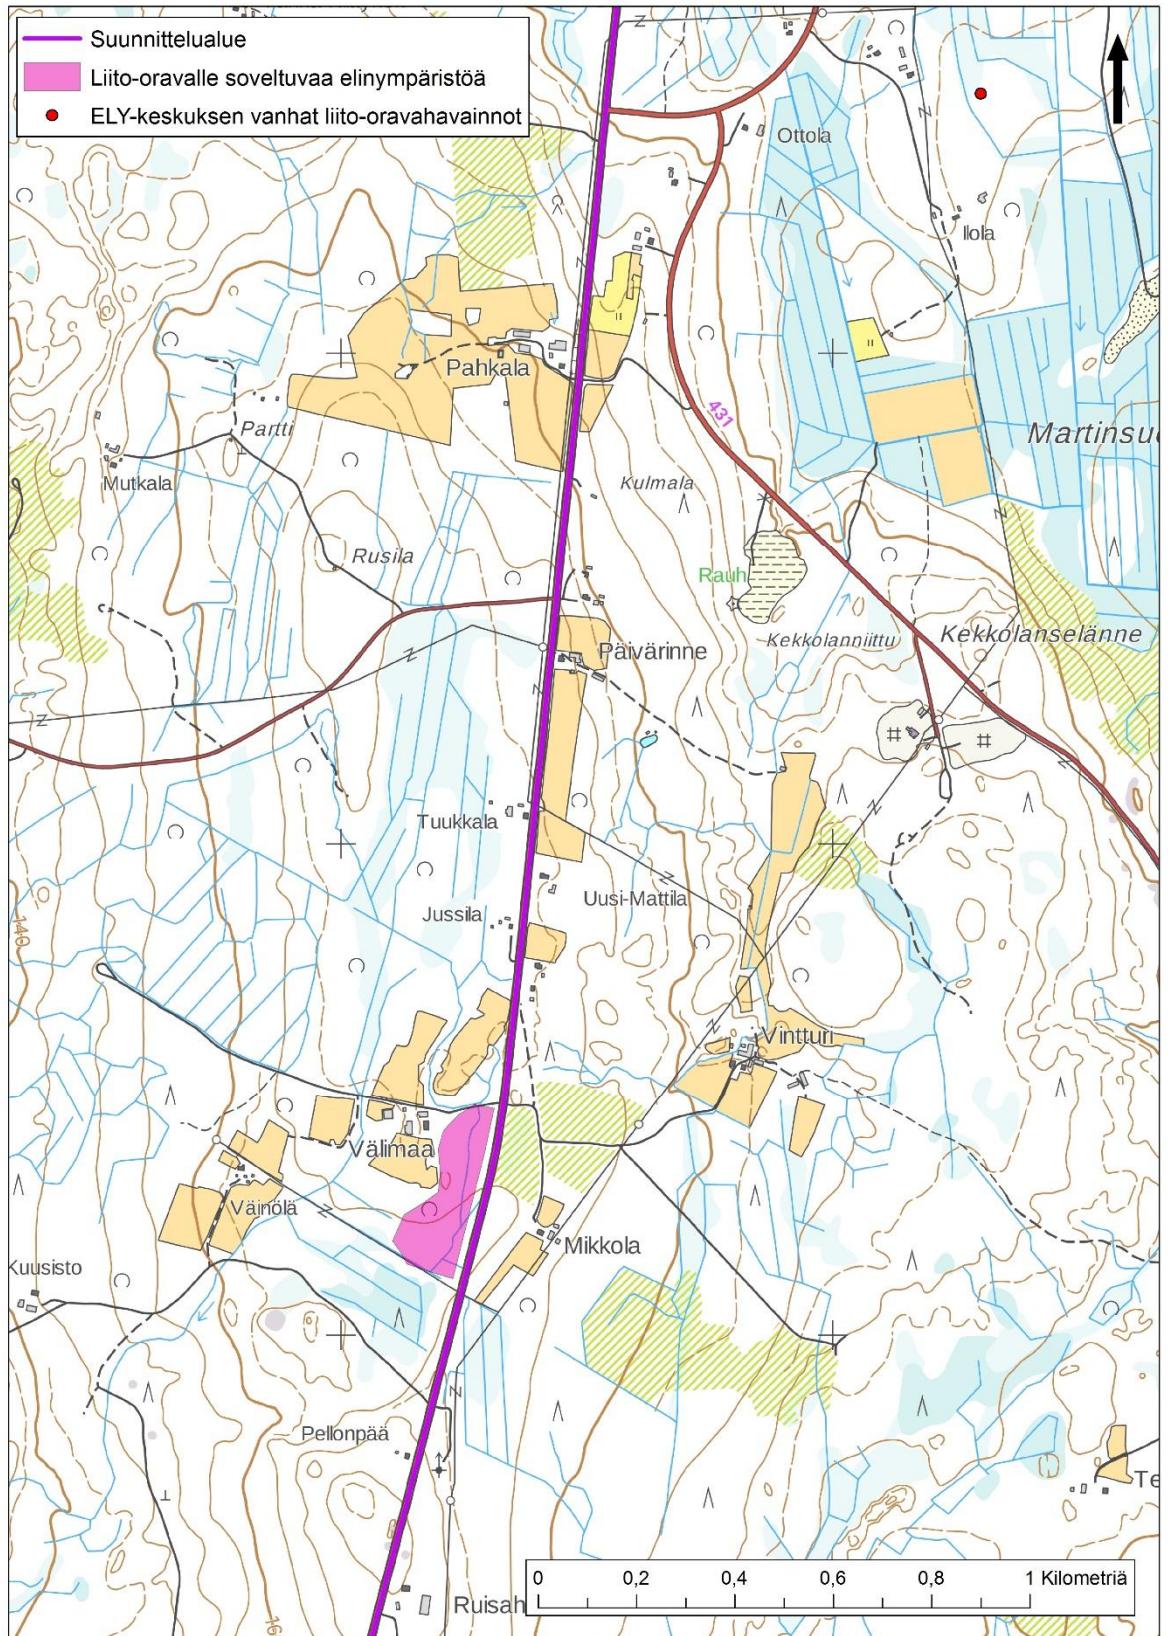 Suunnittelualue
Liito-oravalle soveltuvaa elinympäristöä
ELY-keskuksen vanhat liito-oravahavainnot
Ottola
Ilola
Pahkala
431
Partti
Martinsuo
Mutkala
Kulmala
Rusila
Rauh
Kekkolanniittu
Kekkolanselänne
Päivärinne
Tuukkala
Uusi-Mattila
Jussila
140
Vintturi
Välimaa
Väinölä
Mikkola
Kuusisto
Pellonpää
Te
0 0,2 0,4 0,6 0,8 1 Kilometriä
Ruisah
16